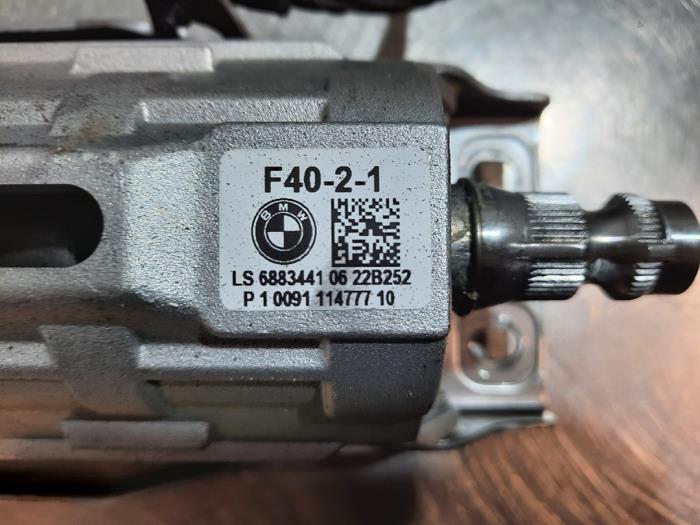 F40-2-1
BMW
LS 6883441 06 22B252
P 1 0091 114777 10